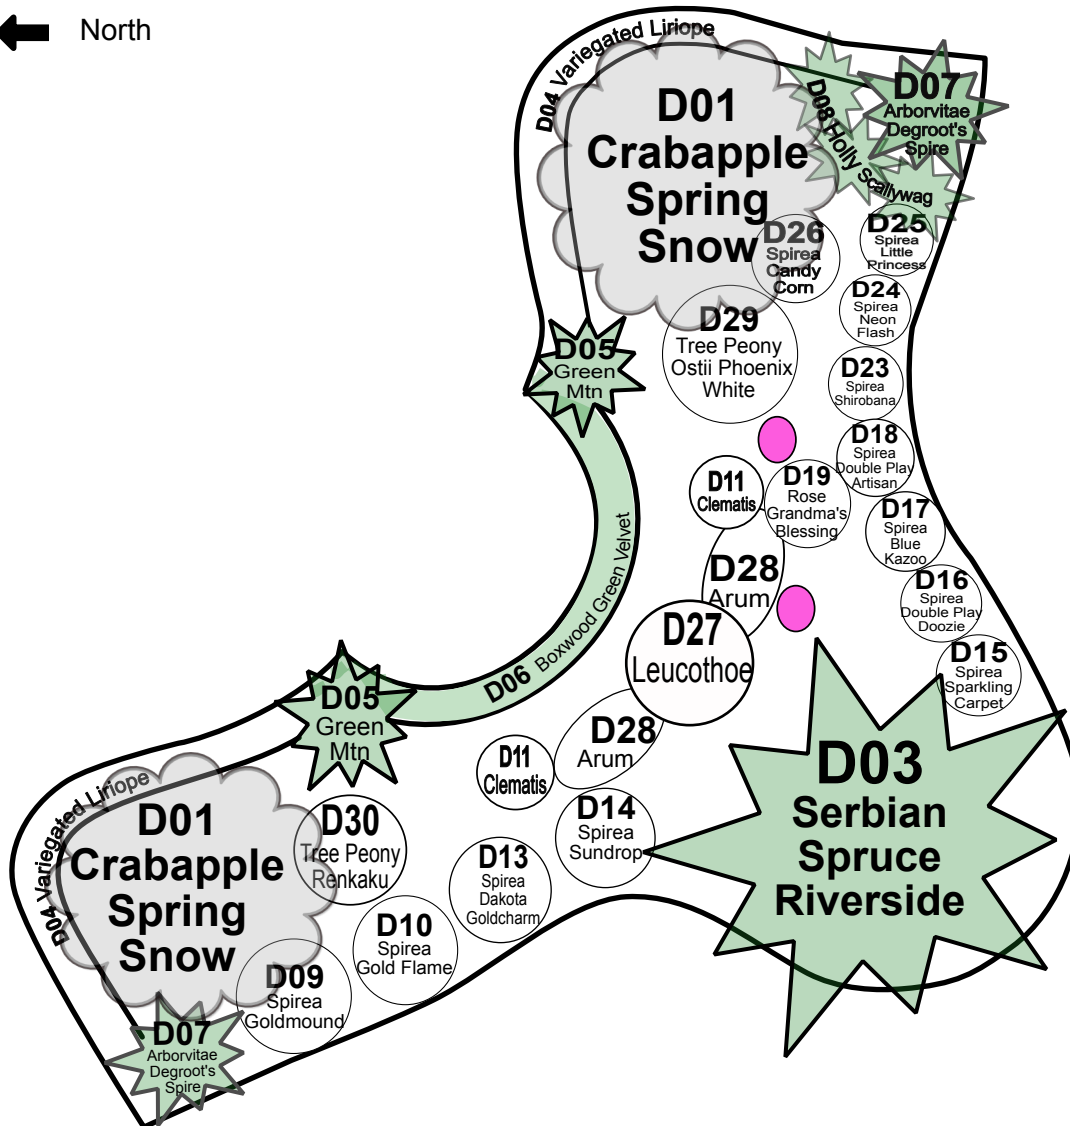 North
D04 Variegated Liriope
D01
Crabapple
Spring
Snow
D08 Holly Scallywag
D07
Arborvitae
Degroot's
Spire
D26
Spirea
Candy
Corn
D25
Spirea
Little
Princess
D24
Spirea
Neon
Flash
D29
Tree Peony
Ostii Phoenix
White
D05
Green
Mtn
D23
Spirea
Shirobana
D18
Spirea
Double Play
Artisan
D11
Clematis
D19
Rose
Grandma's
Blessing
D17
Spirea
Blue
Kazoo
D28
Arum
D16
Spirea
Double Play
Doozie
D27
Leucothoe
D06 Boxwood Green Velvet
D15
Spirea
Sparkling
Carpet
D05
Green
Mtn
D28
Arum
D11
Clematis
D03
Serbian
Spruce
Riverside
D04 Variegated Liriope
D01
Crabapple
Spring
Snow
D30
Tree Peony
Renkaku
D14
Spirea
Sundrop
D13
Spirea
Dakota
Goldcharm
D10
Spirea
Gold Flame
D09
Spirea
Goldmound
D07
Arborvitae
Degroot's
Spire